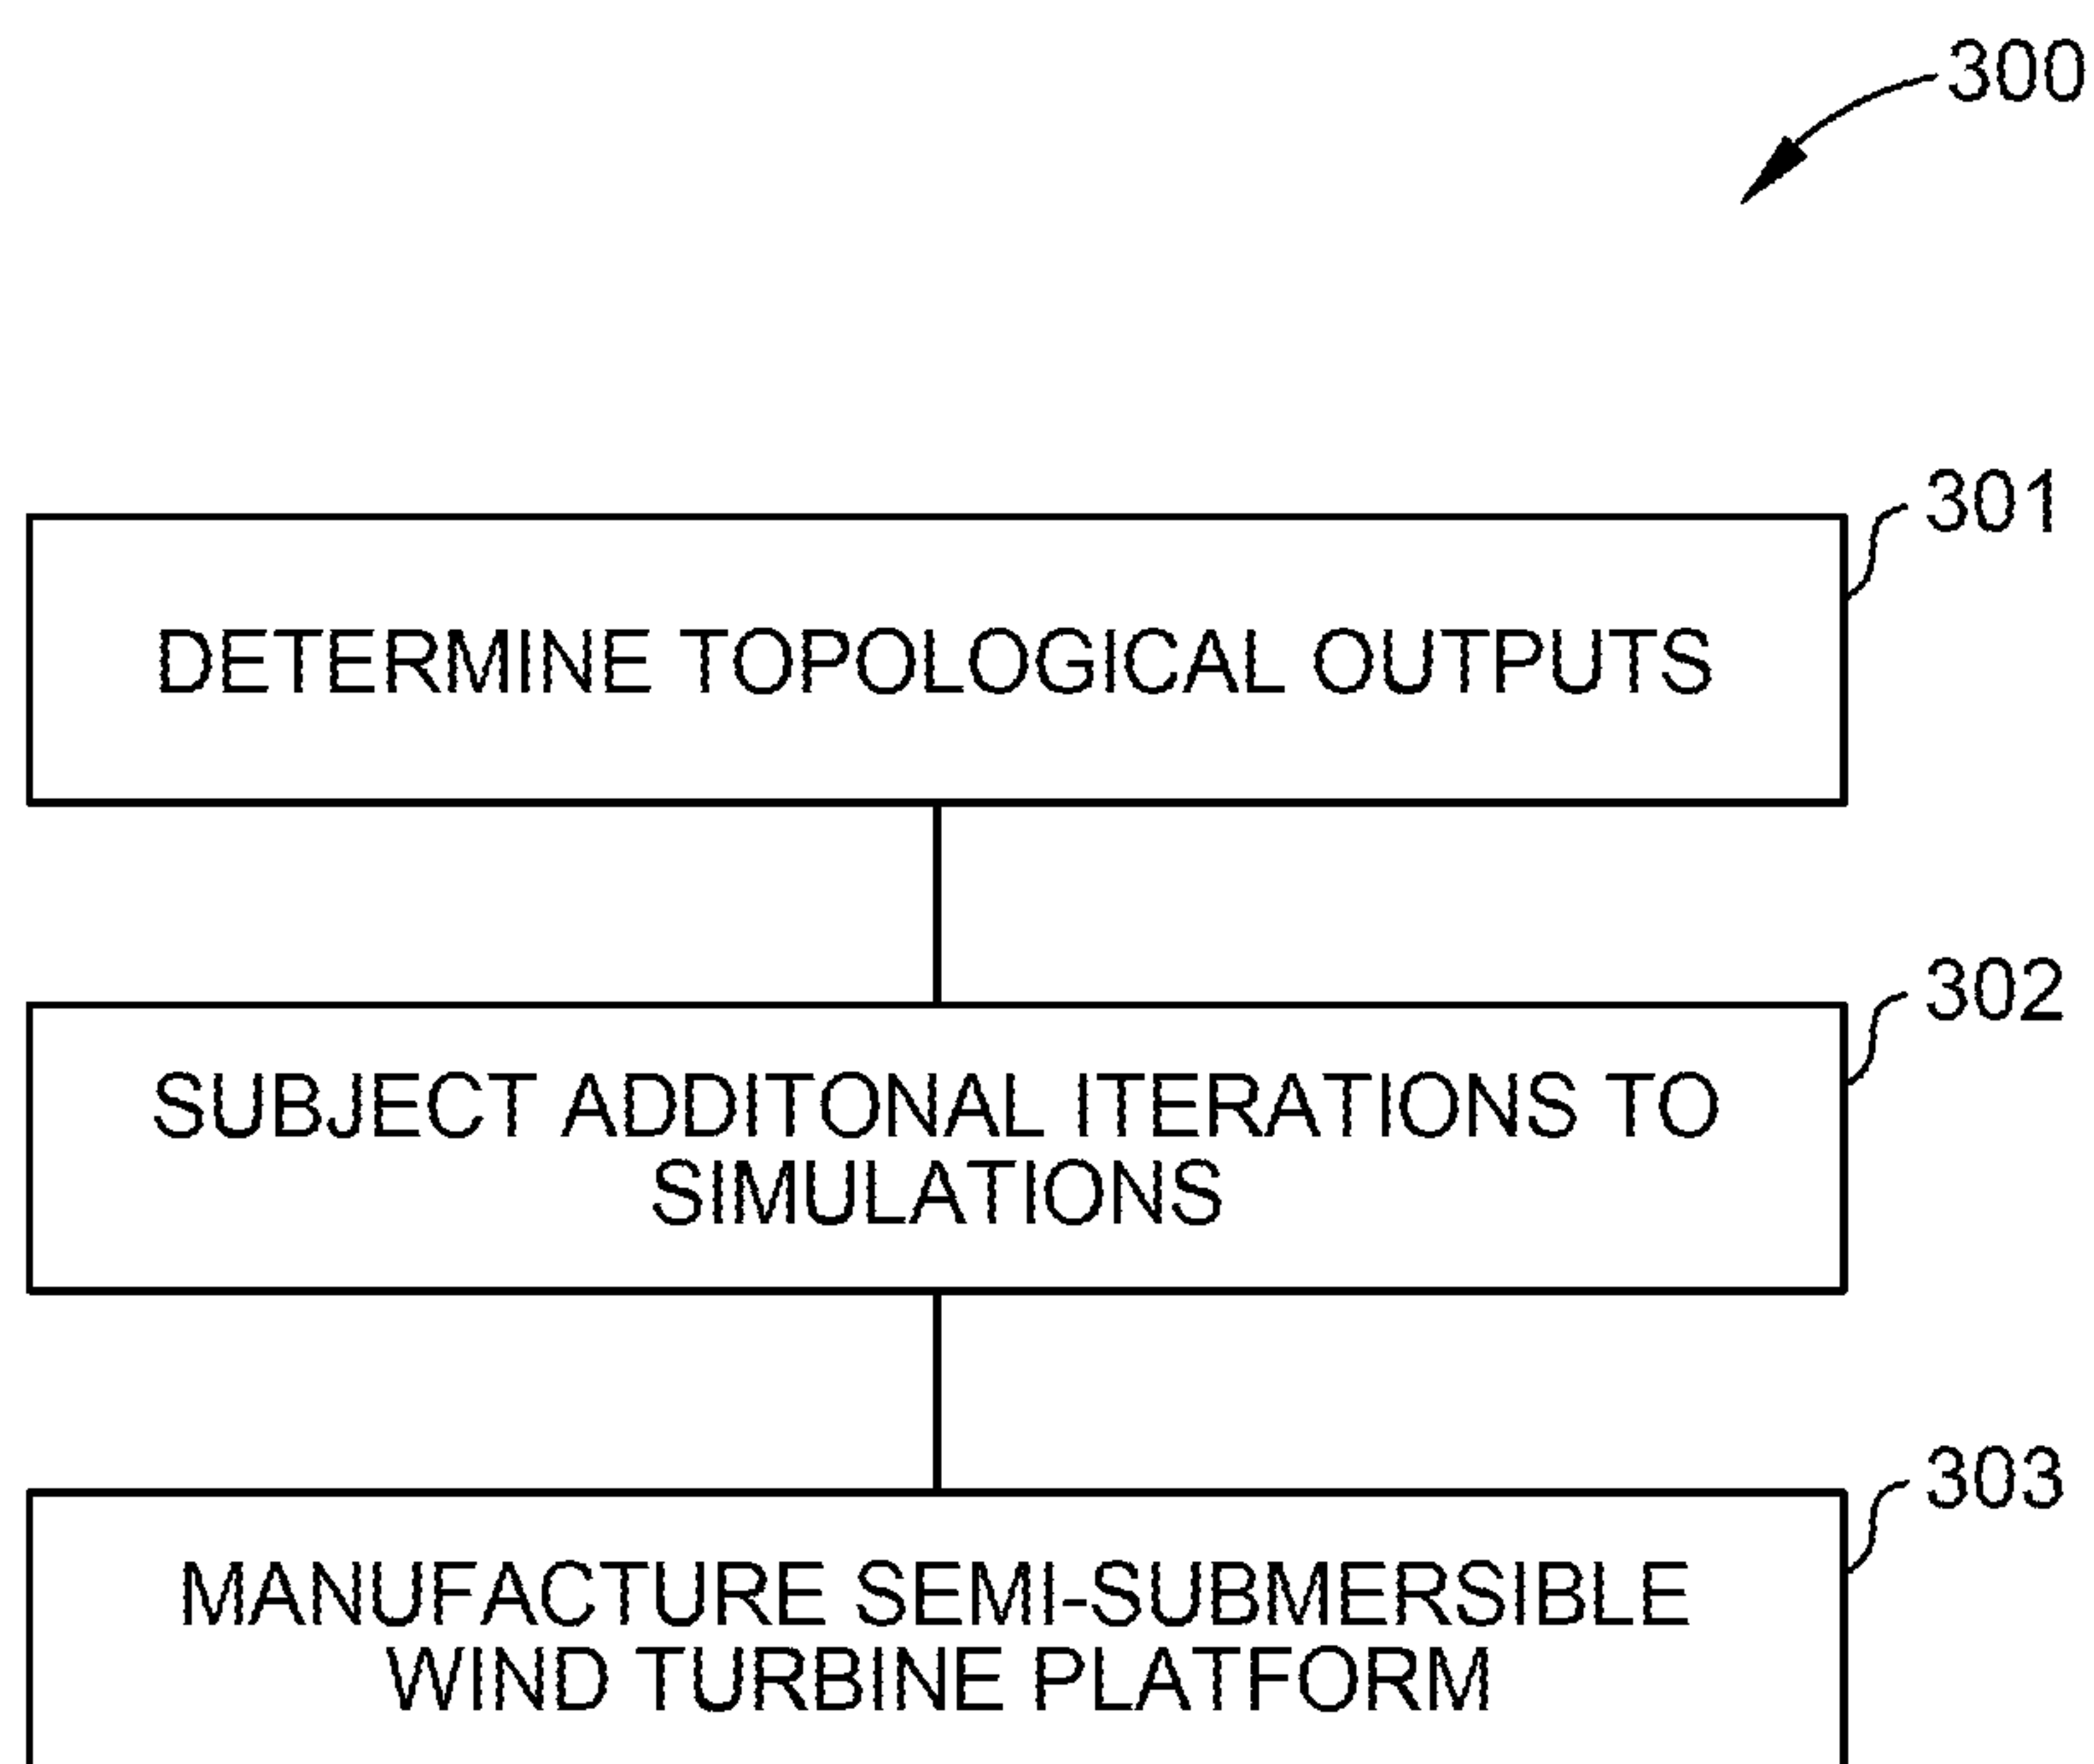 300
301
DETERMINE TOPOLOGICAL OUTPUTS
302
SUBJECT ADDITONAL ITERATIONS TO
SIMULATIONS
303
MANUFACTURE SEMI-SUBMERSIBLE
WIND TURBINE PLATFORM